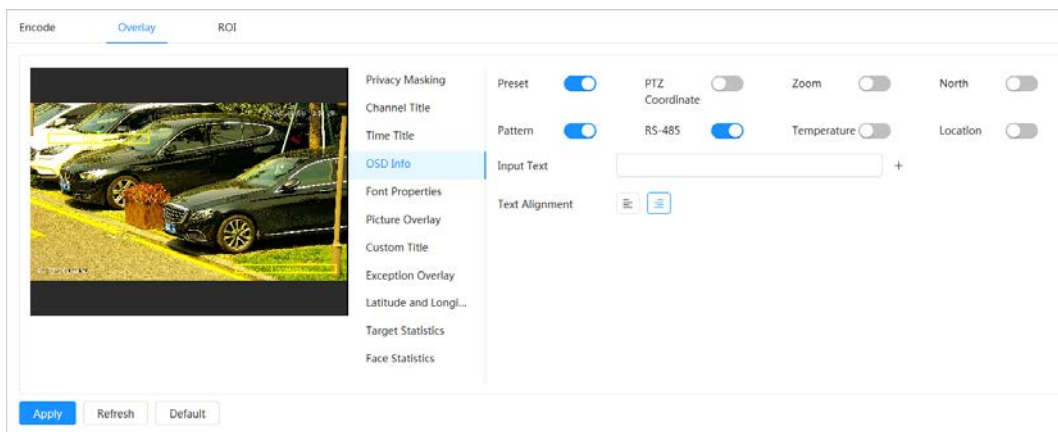 Encode Overlay ROI
Privacy Masking
Channel Title
Time Title
OSD Info
Font Properties
Picture Overlay
Custom Title
Exception Overlay
Latitude and Longi...
Target Statistics
Face Statistics
Preset PTZ Coordinate Zoom North
Pattern RS-485 Temperature Location
Input Text +
Text Alignment
Apply Refresh Default